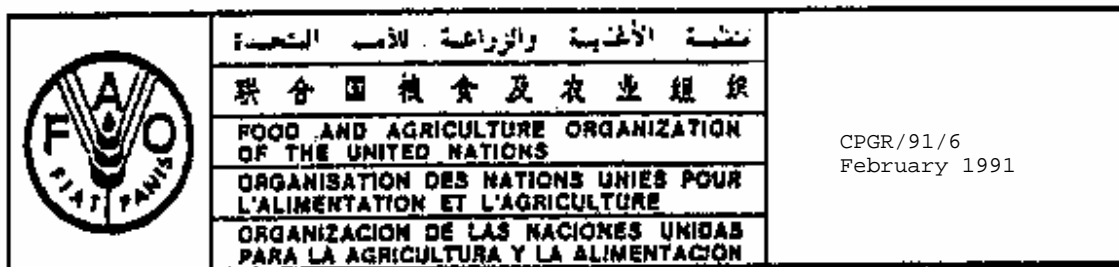 FAO
FIAT PANIS
منظمة الأغذية والزراعة للأمم المتحدة
联合国粮食及农业组织
FOOD AND AGRICULTURE ORGANIZATION
OF THE UNITED NATIONS
ORGANISATION DES NATIONS UNIES POUR
L'ALIMENTATION ET L'AGRICULTURE
ORGANIZACION DE LAS NACIONES UNIDAS
PARA LA AGRICULTURA Y LA ALIMENTACION
CPGR/91/6
February 1991